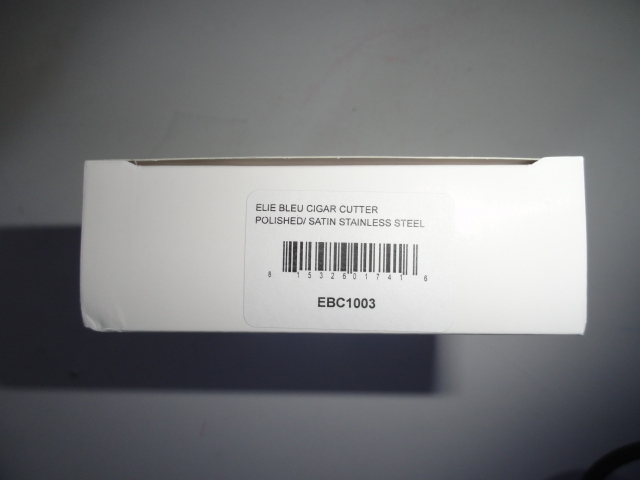 ELIE BLEU CIGAR CUTTER
POLISHED/ SATIN STAINLESS STEEL
8 15326 01741 6
EBC1003